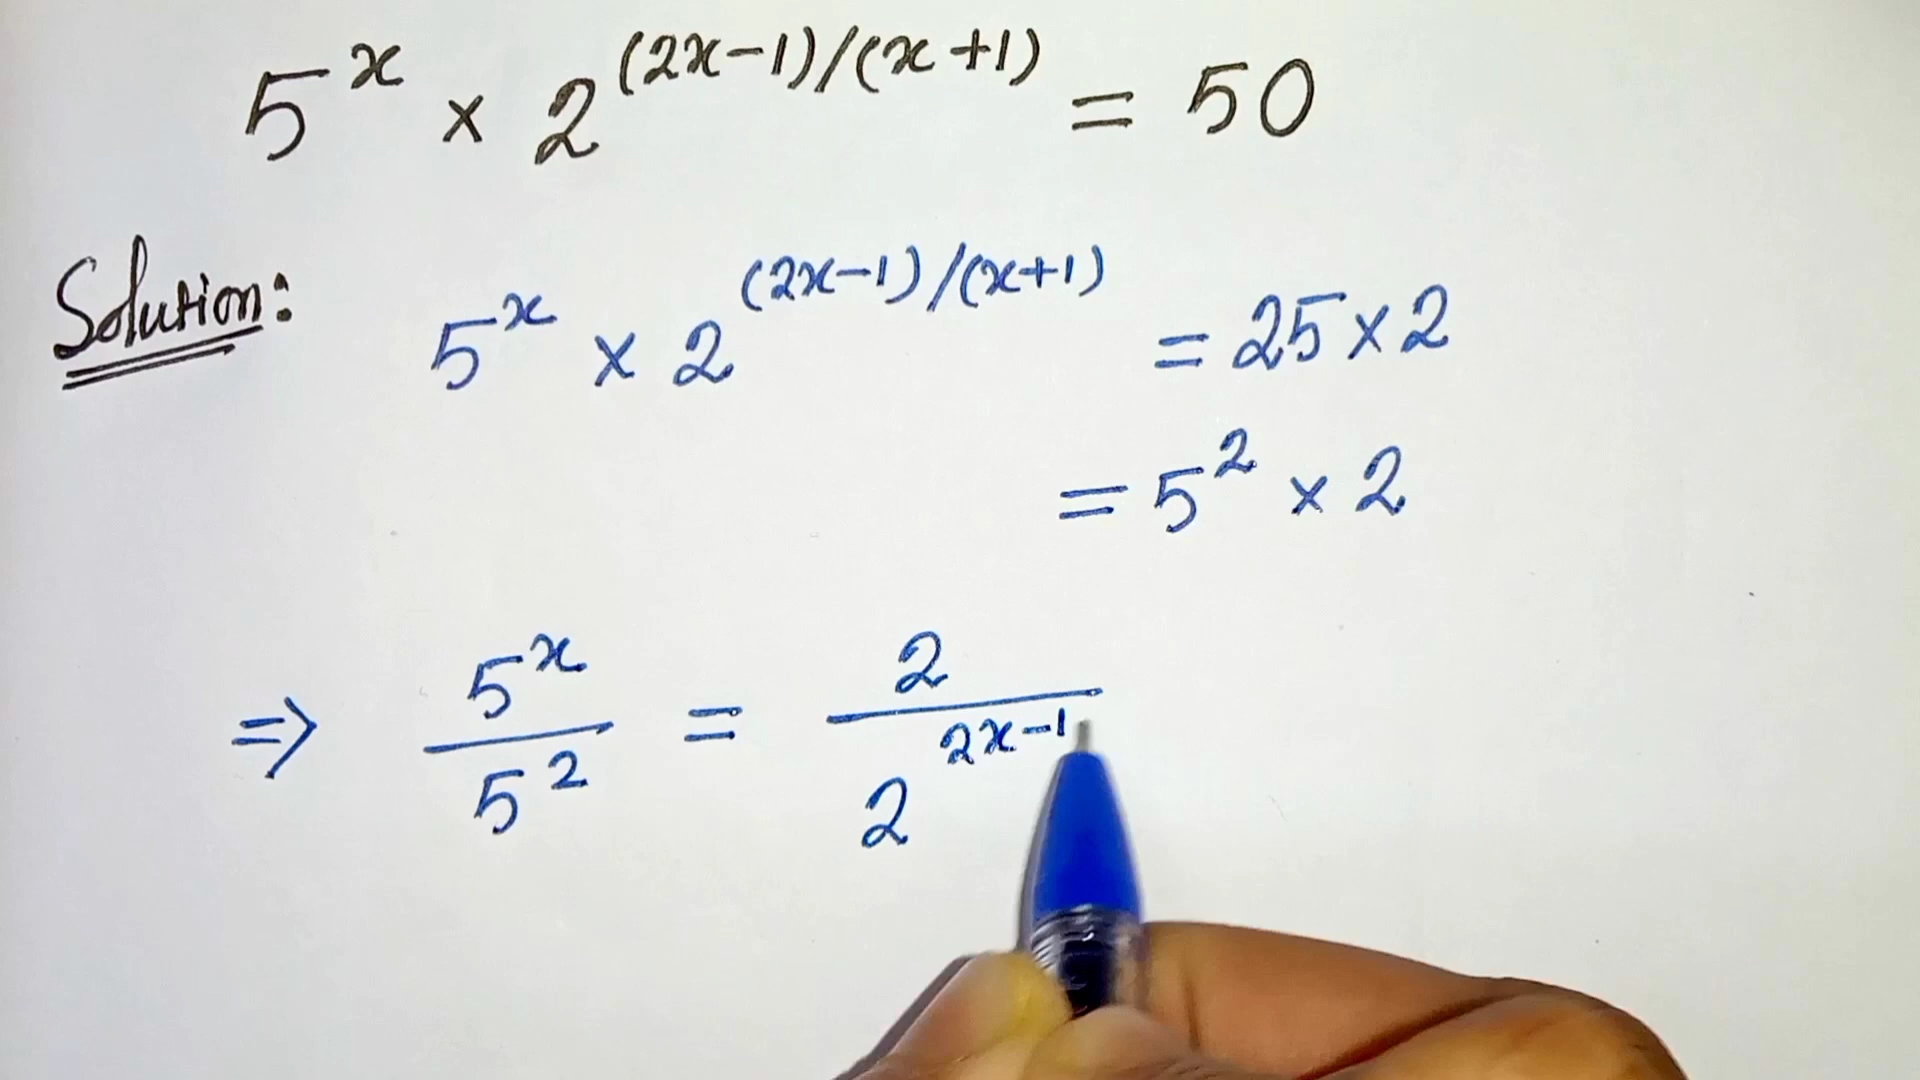 5^x × 2^(2x-1)/(x+1) = 50
Solution: 5^x × 2^(2x-1)/(x+1) = 25 × 2
= 5^2 × 2
⇒ 5^x/5^2 = 2/2^2x-1